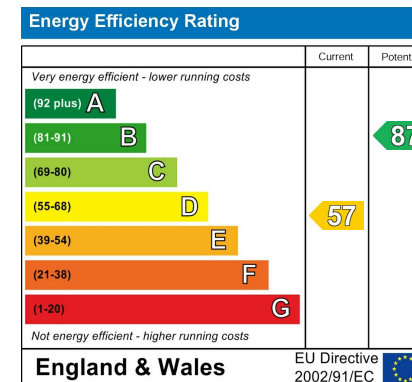 Energy Efficiency Rating
Current Potent
Very energy efficient - lower running costs
(92 plus) A
(81-91) B
87
(69-80) C
(55-68) D
57
(39-54) E
(21-38) F
(1-20) G
Not energy efficient - higher running costs
England & Wales
EU Directive
2002/91/EC